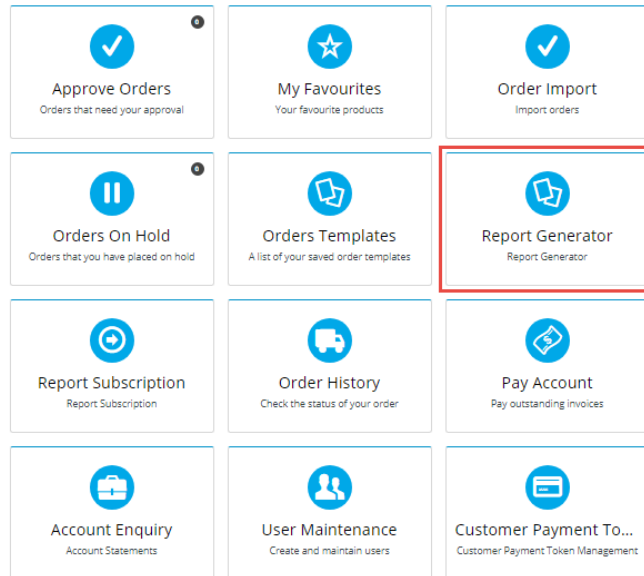 0
Approve Orders
Orders that need your approval
My Favourites
Your favourite products
Order Import
Import orders
0
Orders On Hold
Orders that you have placed on hold
Orders Templates
A list of your saved order templates
Report Generator
Report Generator
Report Subscription
Report Subscription
Order History
Check the status of your order
Pay Account
Pay outstanding invoices
Account Enquiry
Account Statements
User Maintenance
Create and maintain users
Customer Payment To...
Customer Payment Token Management